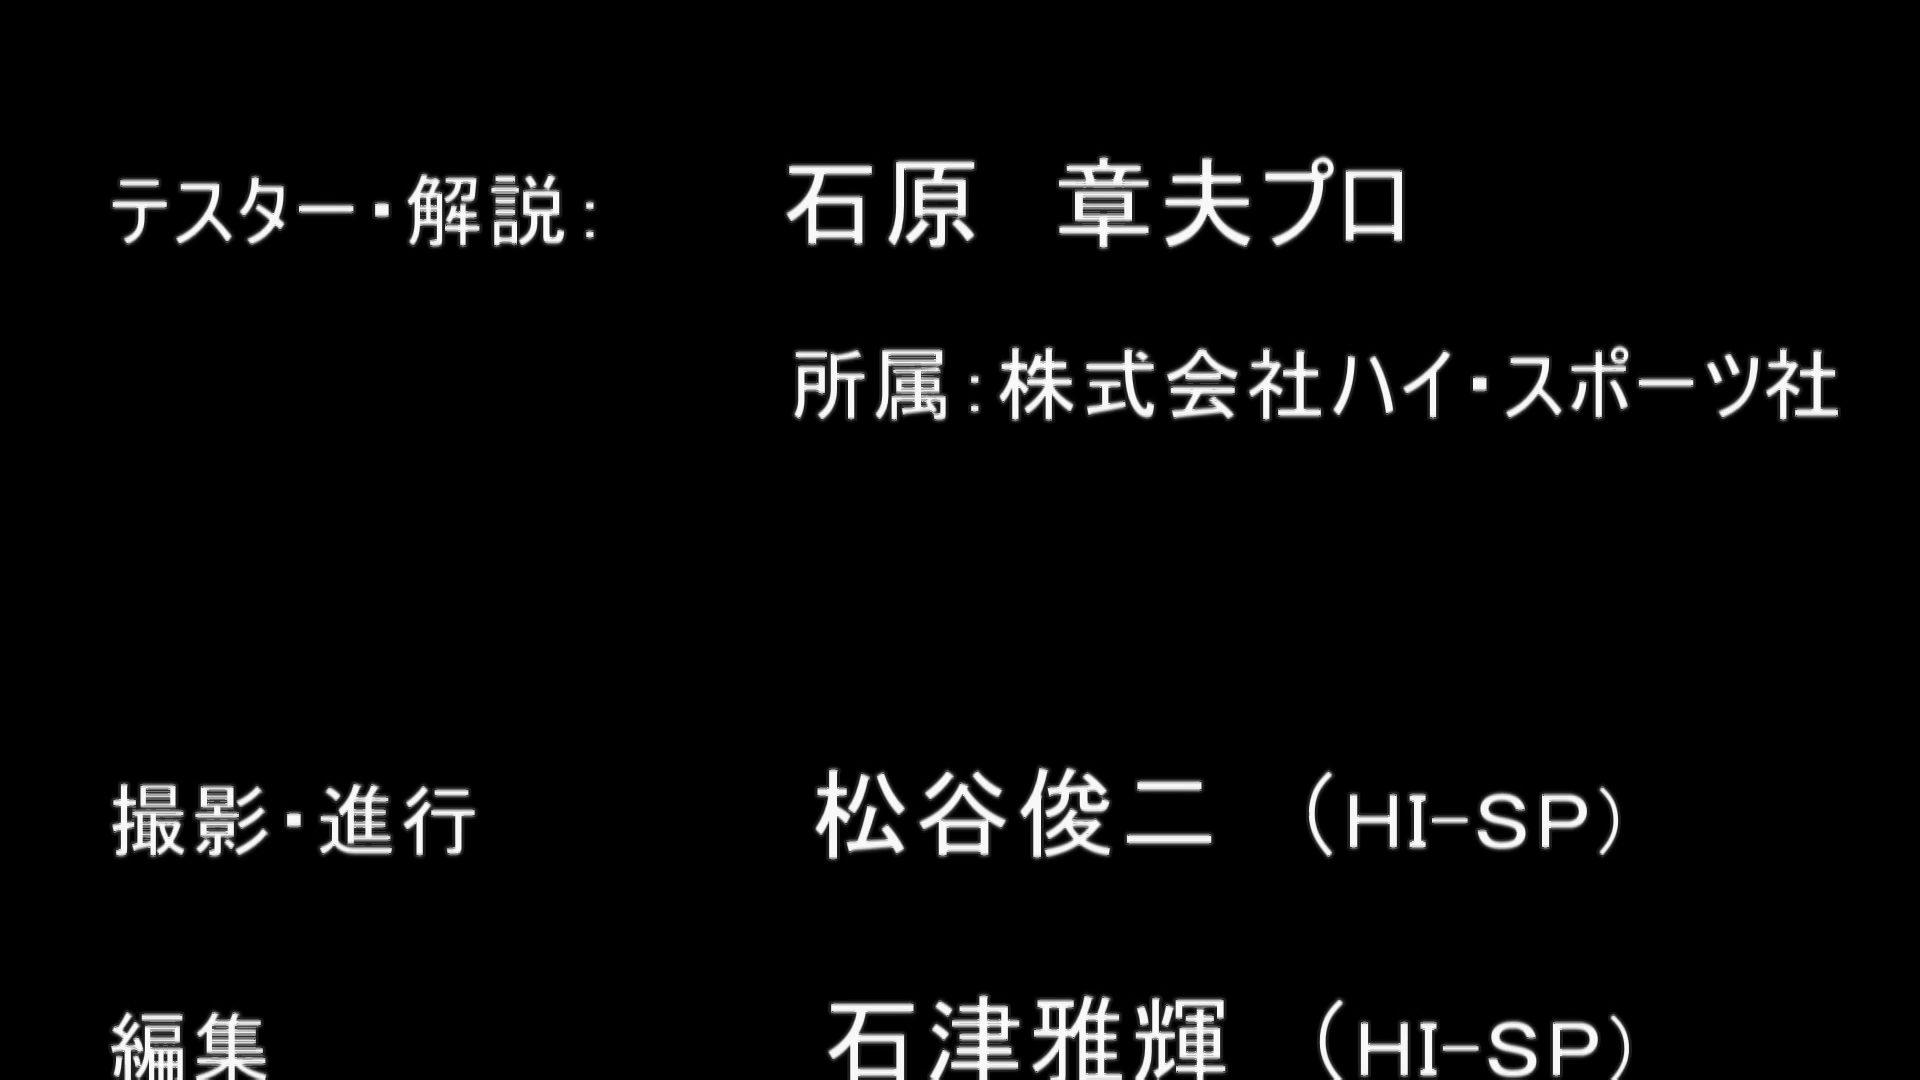 テスター・解説： 石原　章夫プロ
所属：株式会社ハイ・スポーツ社
撮影・進行 松谷俊二 （HI-SP）
編集 石津雅輝 （HI-SP）